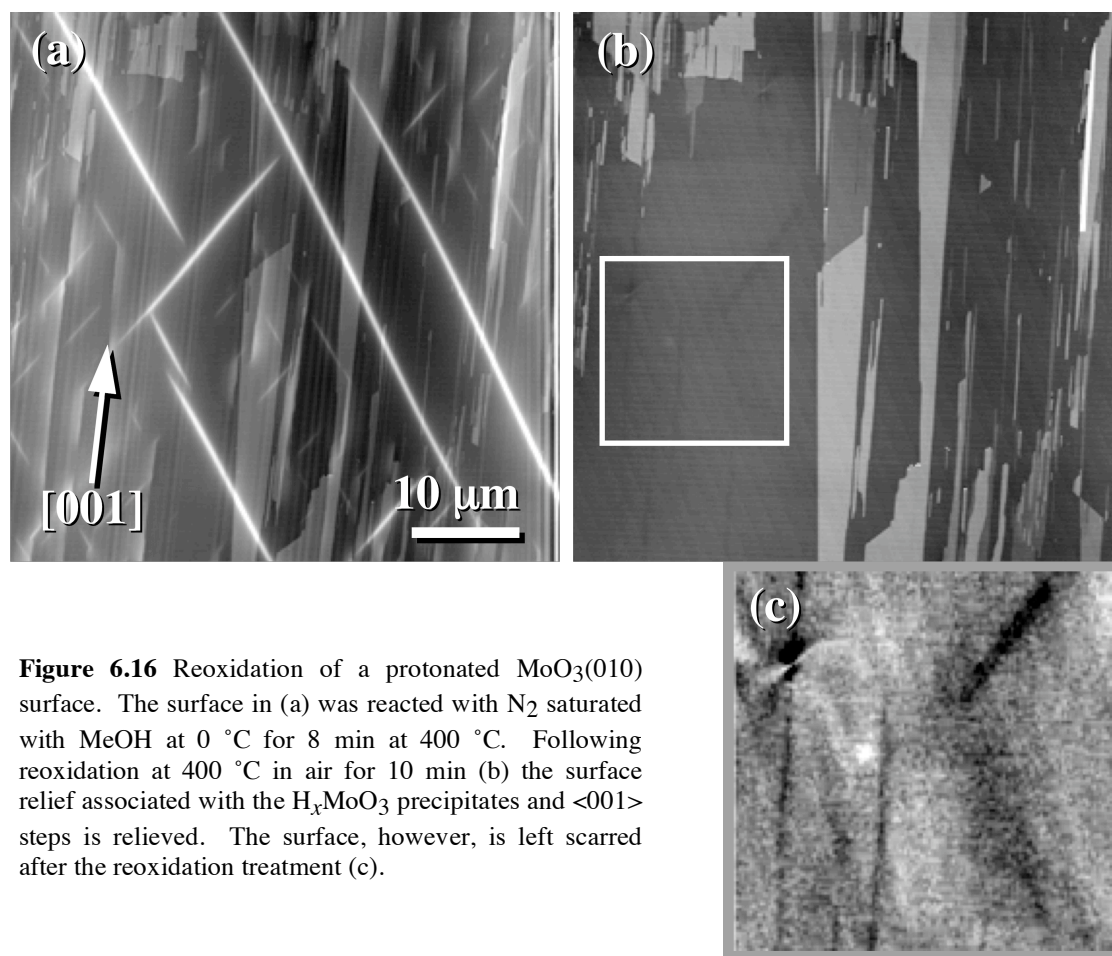 (a)
(b)
[001]
10 μm
(c)
Figure 6.16 Reoxidation of a protonated MoO3(010)
surface. The surface in (a) was reacted with N2 saturated
with MeOH at 0 ˚C for 8 min at 400 ˚C. Following
reoxidation at 400 ˚C in air for 10 min (b) the surface
relief associated with the HxMoO3 precipitates and <001>
steps is relieved. The surface, however, is left scarred
after the reoxidation treatment (c).